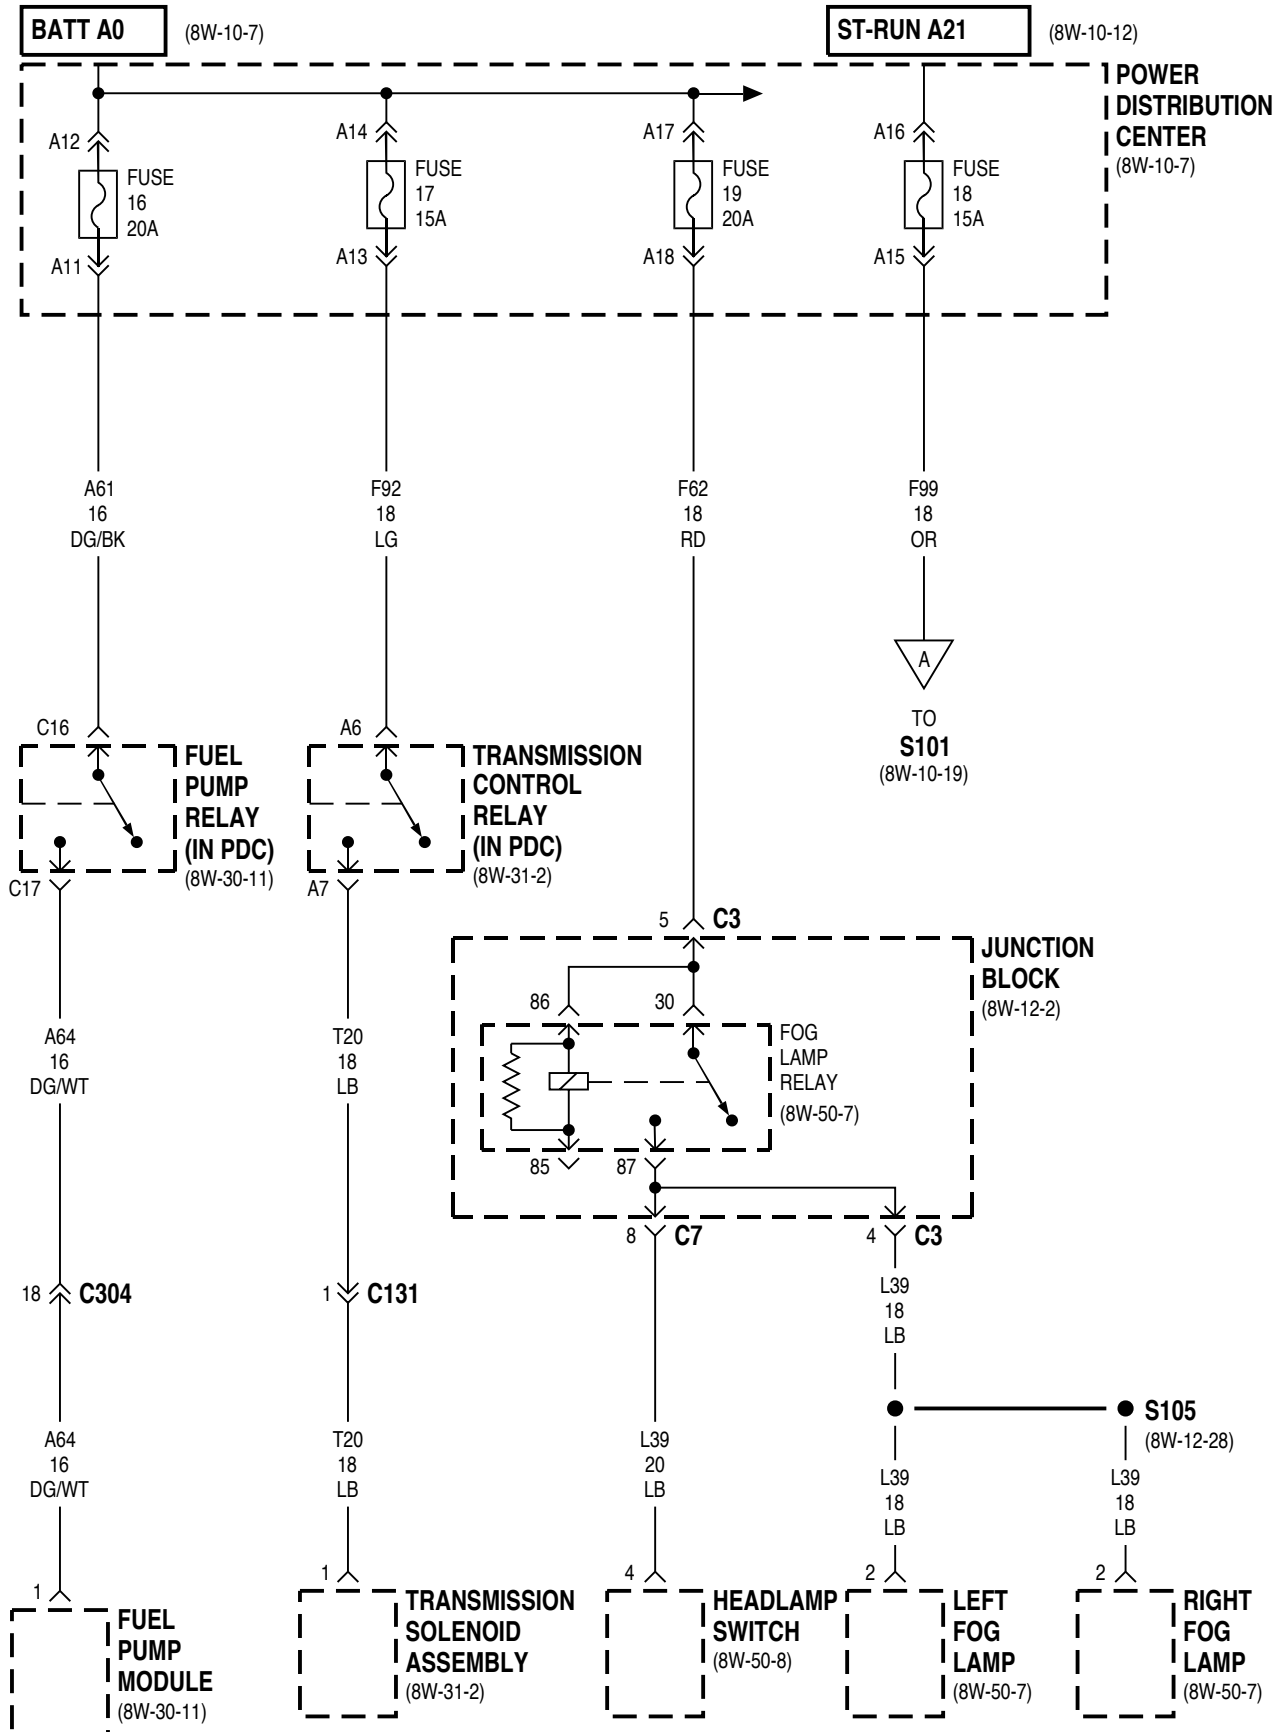 BATT A0
(8W-10-7)
ST-RUN A21
(8W-10-12)
POWER
DISTRIBUTION
CENTER
(8W-10-7)
A12
FUSE
16
20A
A11
A14
FUSE
17
15A
A13
A17
FUSE
19
20A
A18
A16
FUSE
18
15A
A15
A61
16
DG/BK
F92
18
LG
F62
18
RD
F99
18
OR
A
TO
S101
(8W-10-19)
C16
FUEL
PUMP
RELAY
(IN PDC)
(8W-30-11)
C17
A6
TRANSMISSION
CONTROL
RELAY
(IN PDC)
(8W-31-2)
A7
5 C3
JUNCTION
BLOCK
(8W-12-2)
86
30
FOG
LAMP
RELAY
(8W-50-7)
85
87
8 C7
4 C3
A64
16
DG/WT
T20
18
LB
18 C304
1 C131
L39
18
LB
S105
(8W-12-28)
A64
16
DG/WT
T20
18
LB
L39
20
LB
L39
18
LB
L39
18
LB
1
FUEL
PUMP
MODULE
(8W-30-11)
1
TRANSMISSION
SOLENOID
ASSEMBLY
(8W-31-2)
4
HEADLAMP
SWITCH
(8W-50-8)
2
LEFT
FOG
LAMP
(8W-50-7)
2
RIGHT
FOG
LAMP
(8W-50-7)